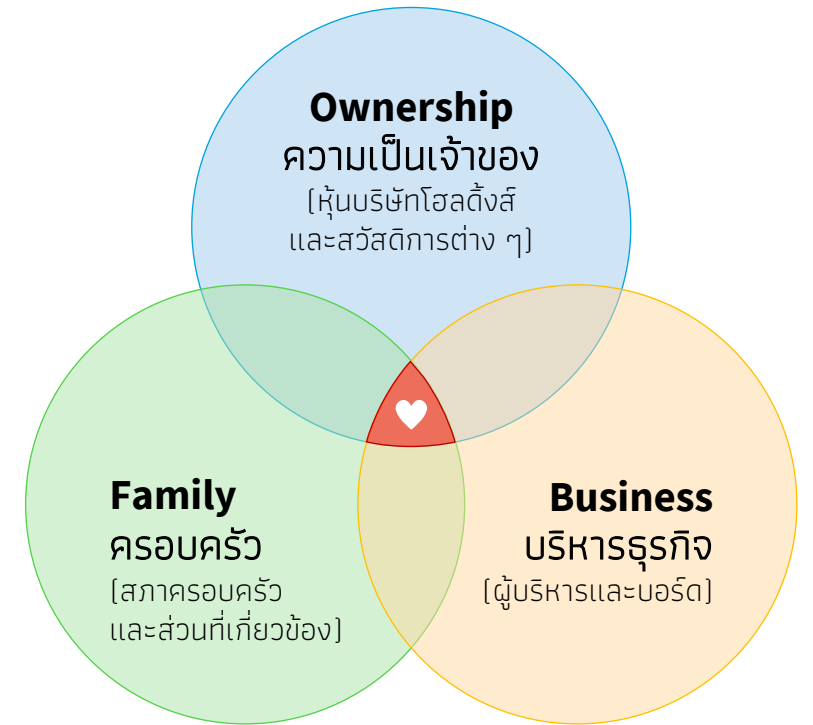 Ownership
ความเป็นเจ้าของ
(หุ้นบริษัทโฮลดิ้งส์
และสวัสดิการต่าง ๆ)
Family
ครอบครัว
(สภาครอบครัว
และส่วนที่เกี่ยวข้อง)
Business
บริหารธุรกิจ
(ผู้บริหารและบอร์ด)